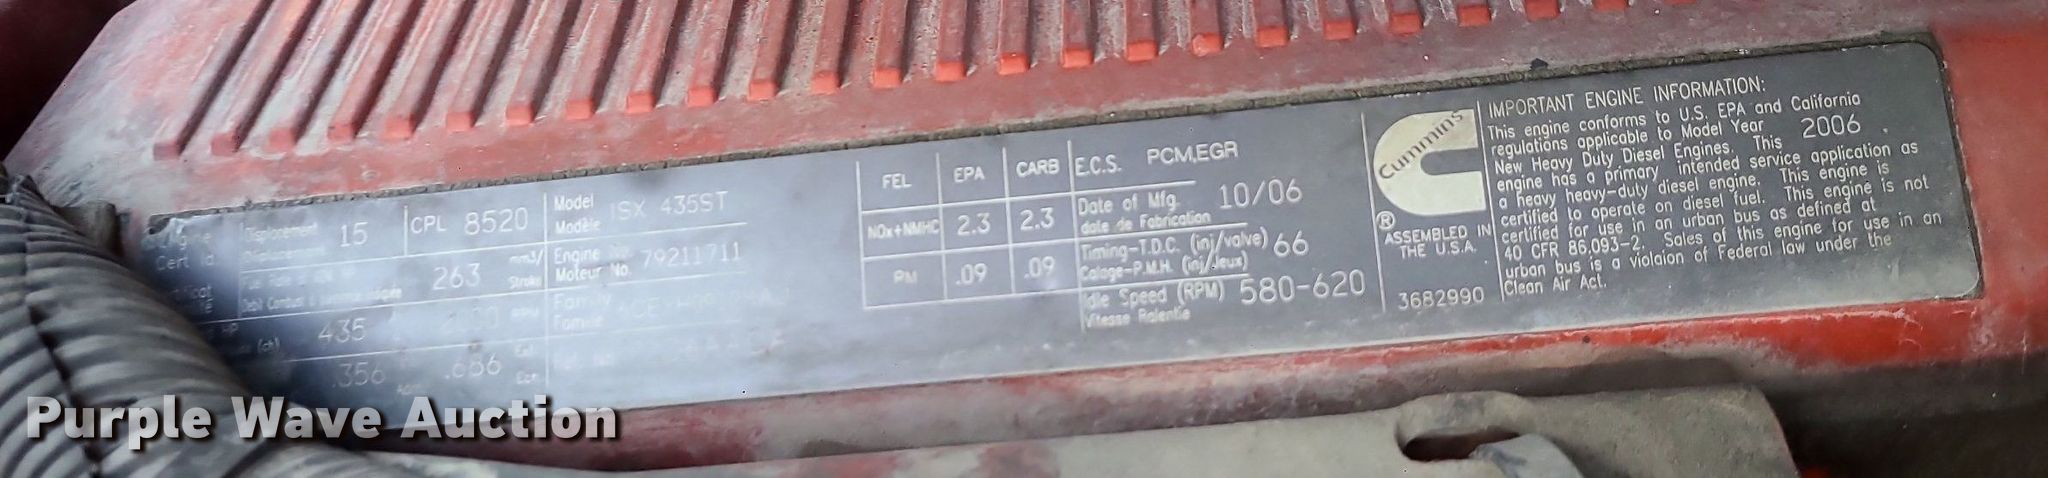 Engine
Cert Id.
Displacement
Displacement
15
CPL 8520
263
mm3/
Stroke
435
.356
.686
Model
Modèle
ISX 435ST
Engine No.
Moteur No. 79211711
Family
Famille
FEL EPA CARB
NOx+NMHC 2.3 2.3
PM .09 .09
E.C.S. PCM,EGR
Date of Mfg. 10/06
date de Fabrication
Timing-T.D.C. (inj/valve) 66
Calage-P.M.H. (inj/Jeux)
Idle Speed (RPM) 580-620
Vitesse Ralentie
Cummins
®
ASSEMBLED IN
THE U.S.A.
3682990
IMPORTANT ENGINE INFORMATION:
This engine conforms to U.S. EPA and California
regulations applicable to Model Year 2006 .
New Heavy Duty Diesel Engines. This
engine has a primary intended service application as
a heavy heavy-duty diesel engine. This engine is
certified to operate on diesel fuel. This engine is not
certified for use in an urban bus as defined at
40 CFR 86.093-2. Sales of this engine for use in an
urban bus is a violaion of Federal law under the
Clean Air Act.
Purple Wave Auction